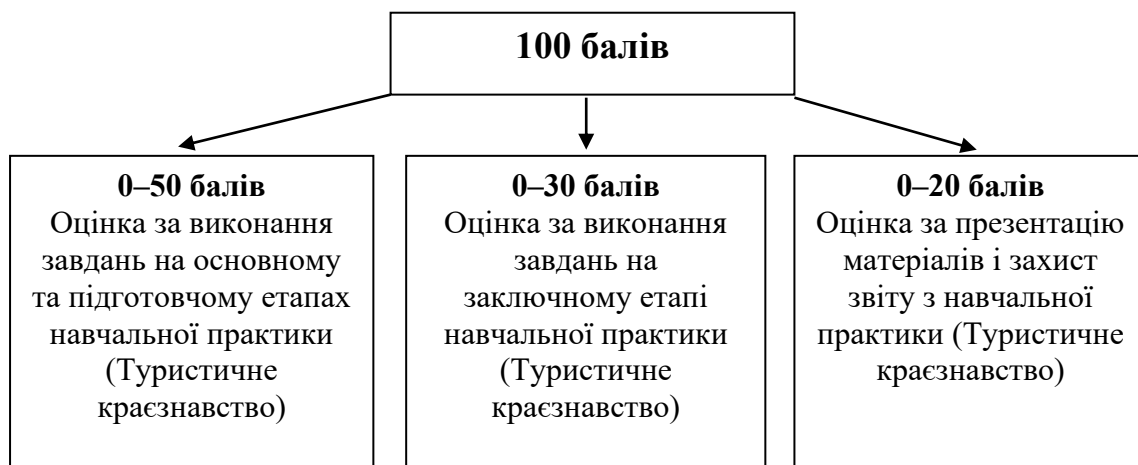 100 балів
0–50 балів
Оцінка за виконання
завдань на основному
та підготовчому етапах
навчальної практики
(Туристичне
краєзнавство)
0–30 балів
Оцінка за виконання
завдань на
заключному етапі
навчальної практики
(Туристичне
краєзнавство)
0–20 балів
Оцінка за презентацію
матеріалів і захист
звіту з навчальної
практики (Туристичне
краєзнавство)